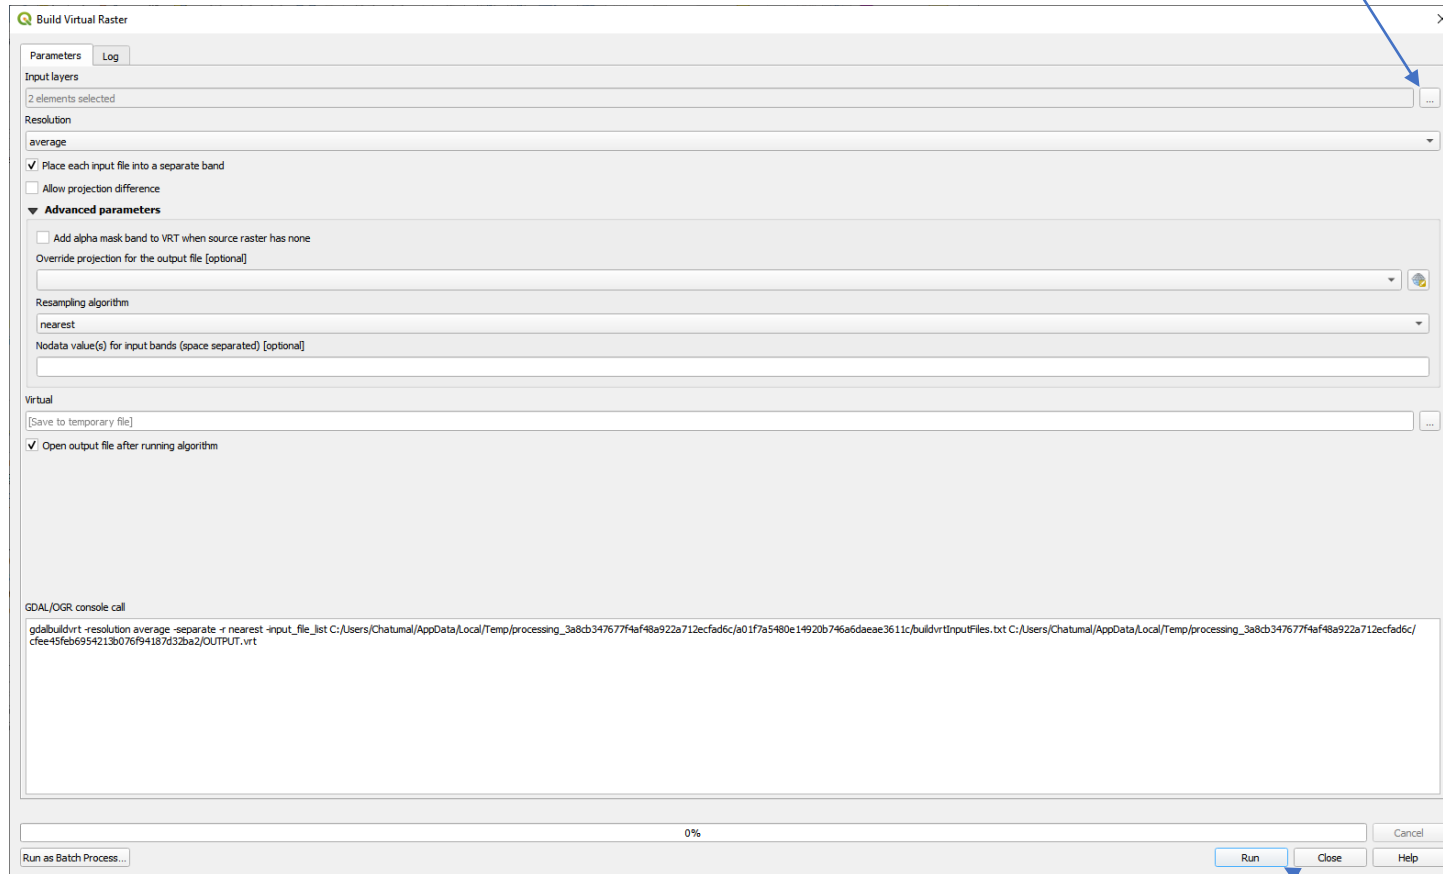 Build Virtual Raster
Parameters
Log
Input layers
2 elements selected
...
Resolution
average
Place each input file into a separate band
Allow projection difference
Advanced parameters
Add alpha mask band to VRT when source raster has none
Override projection for the output file [optional]
Resampling algorithm
nearest
Nodata value(s) for input bands (space separated) [optional]
Virtual
[Save to temporary file]
...
Open output file after running algorithm
GDAL/OGR console call
gdalbuildvrt -resolution average -separate -r nearest -input_file_list C:/Users/Chatumal/AppData/Local/Temp/processing_3a8cb347677f4af48a922a712ecfad6c/a01f7a5480e14920b746a6daeae3611c/buildvrtInputFiles.txt C:/Users/Chatumal/AppData/Local/Temp/processing_3a8cb347677f4af48a922a712ecfad6c/
cfee45feb6954213b076f94187d32ba2/OUTPUT.vrt
0%
Cancel
Run as Batch Process...
Run
Close
Help